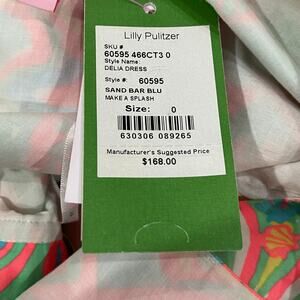 Lilly Pulitzer
SKU #
60595 466CT3 0
Style Name:
DELIA DRESS
Style #: 60595
SAND BAR BLU
MAKE A SPLASH
Size: 0
630306 089265
Manufacturer's Suggested Price
$168.00